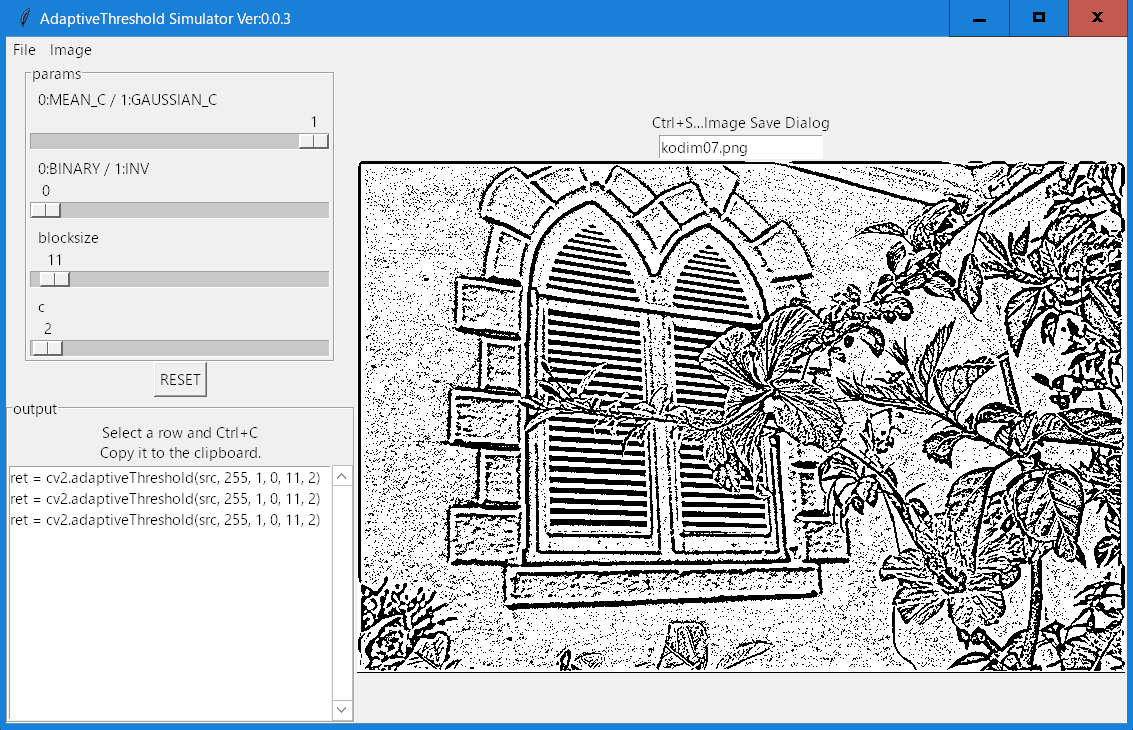 AdaptiveThreshold Simulator Ver:0.0.3
File Image
params
0:MEAN_C / 1:GAUSSIAN_C
1
0:BINARY / 1:INV
0
blocksize
11
c
2
RESET
output
Select a row and Ctrl+C
Copy it to the clipboard.
ret = cv2.adaptiveThreshold(src, 255, 1, 0, 11, 2)
ret = cv2.adaptiveThreshold(src, 255, 1, 0, 11, 2)
ret = cv2.adaptiveThreshold(src, 255, 1, 0, 11, 2)
Ctrl+S...Image Save Dialog
kodim07.png